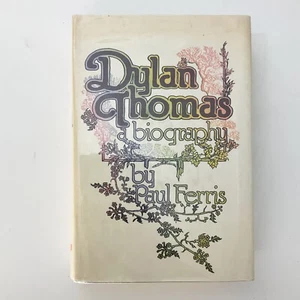 Dylan
Thomas
a biography
by
Paul Ferris